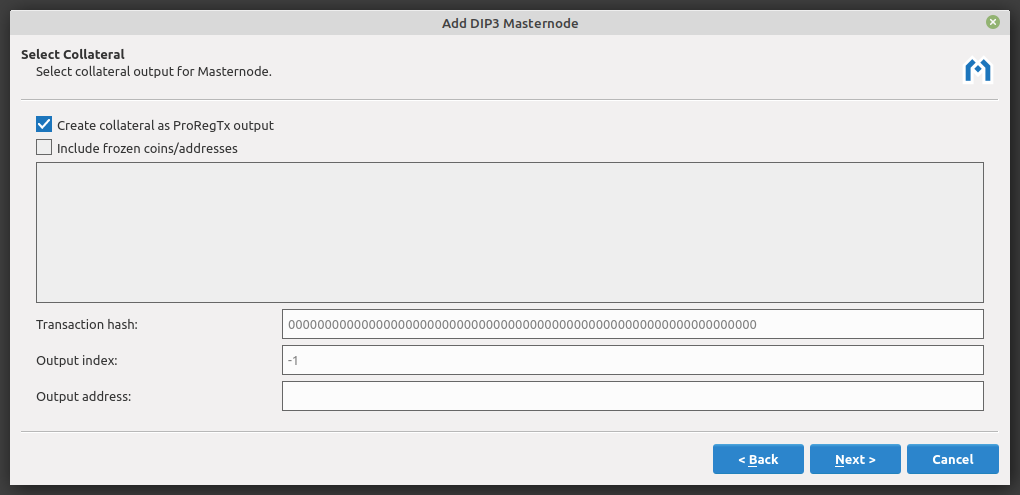 Add DIP3 Masternode
Select Collateral
Select collateral output for Masternode.
Create collateral as ProRegTx output
Include frozen coins/addresses
Transaction hash: 0000000000000000000000000000000000000000000000000000000000000000
Output index: -1
Output address:
< Back Next > Cancel